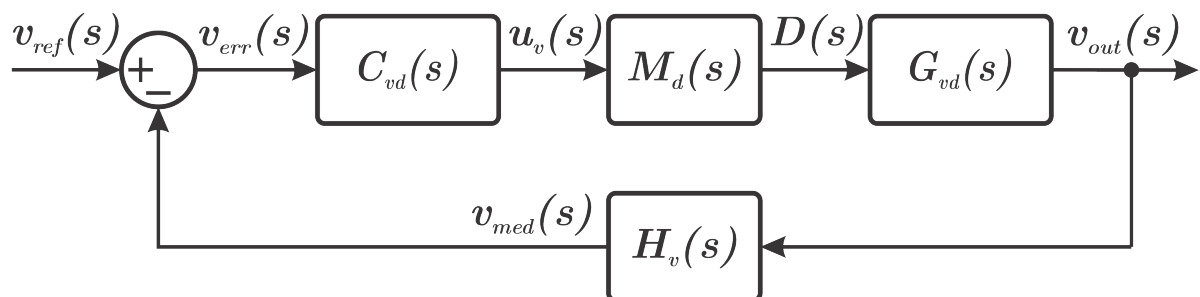 v_ref(s)
v_err(s)
C_vd(s)
u_v(s)
M_d(s)
D(s)
G_vd(s)
v_out(s)
+
−
v_med(s)
H_v(s)